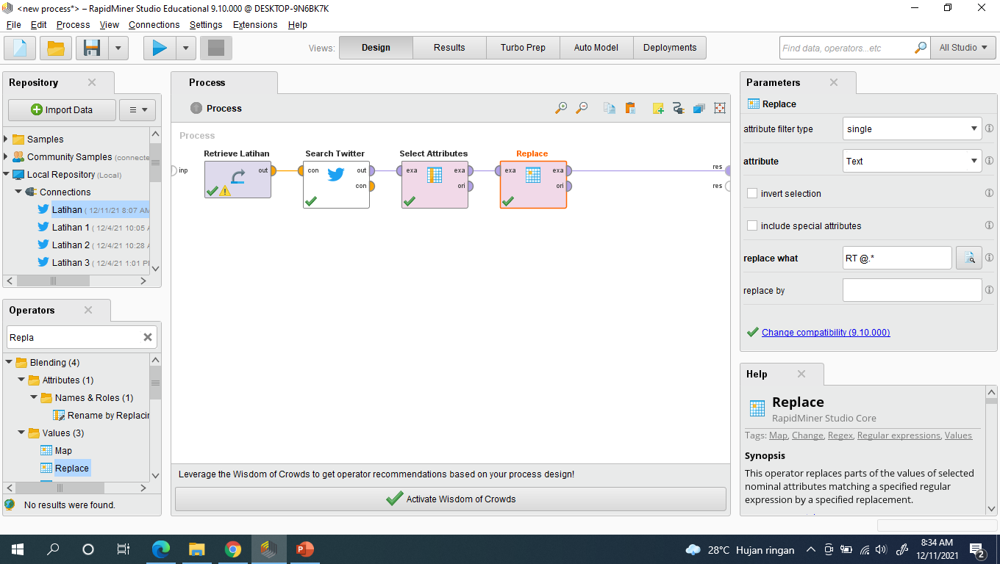 <new process*> – RapidMiner Studio Educational 9.10.000 @ DESKTOP-9N6BK7K
File Edit Process View Connections Settings Extensions Help
Views: Design Results Turbo Prep Auto Model Deployments
Find data, operators...etc
All Studio
Repository
Import Data
Samples
Community Samples (connecte
Local Repository (Local)
Connections
Latihan ( 12/11/21 8:07 AM
Latihan 1 ( 12/4/21 10:05 A
Latihan 2 ( 12/4/21 10:28 A
Latihan 3 ( 12/4/21 1:01 PM
Operators
Repla
Blending (4)
Attributes (1)
Names & Roles (1)
Rename by Replacin
Values (3)
Map
Replace
No results were found.
Process
Process
Process
Retrieve Latihan Search Twitter Select Attributes Replace
inp out con out exa exa exa exa res
con ori ori res
Leverage the Wisdom of Crowds to get operator recommendations based on your process design!
Activate Wisdom of Crowds
Parameters
Replace
attribute filter type single
attribute Text
invert selection
include special attributes
replace what RT @.*
replace by
Change compatibility (9.10.000)
Help
Replace
RapidMiner Studio Core
Tags: Map, Change, Regex, Regular expressions, Values
Synopsis
This operator replaces parts of the values of selected
nominal attributes matching a specified regular
expression by a specified replacement.
28°C Hujan ringan
8:34 AM
12/11/2021
2